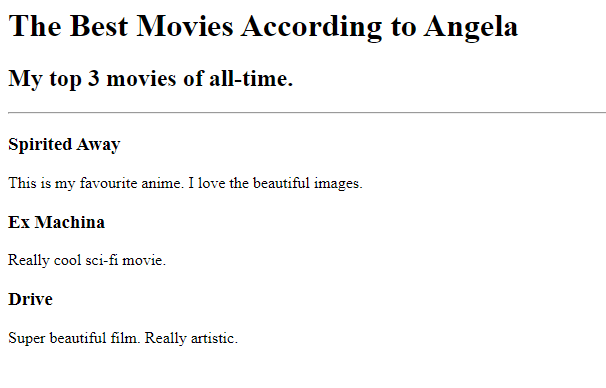 The Best Movies According to Angela
My top 3 movies of all-time.
Spirited Away
This is my favourite anime. I love the beautiful images.
Ex Machina
Really cool sci-fi movie.
Drive
Super beautiful film. Really artistic.